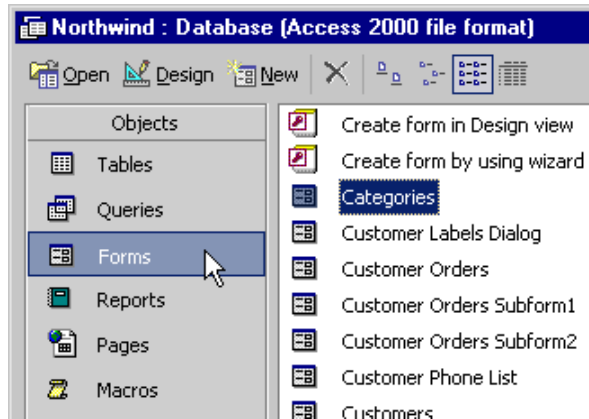 Northwind : Database (Access 2000 file format)
Open Design New
Objects
Tables
Queries
Forms
Reports
Pages
Macros
Create form in Design view
Create form by using wizard
Categories
Customer Labels Dialog
Customer Orders
Customer Orders Subform1
Customer Orders Subform2
Customer Phone List
Customers